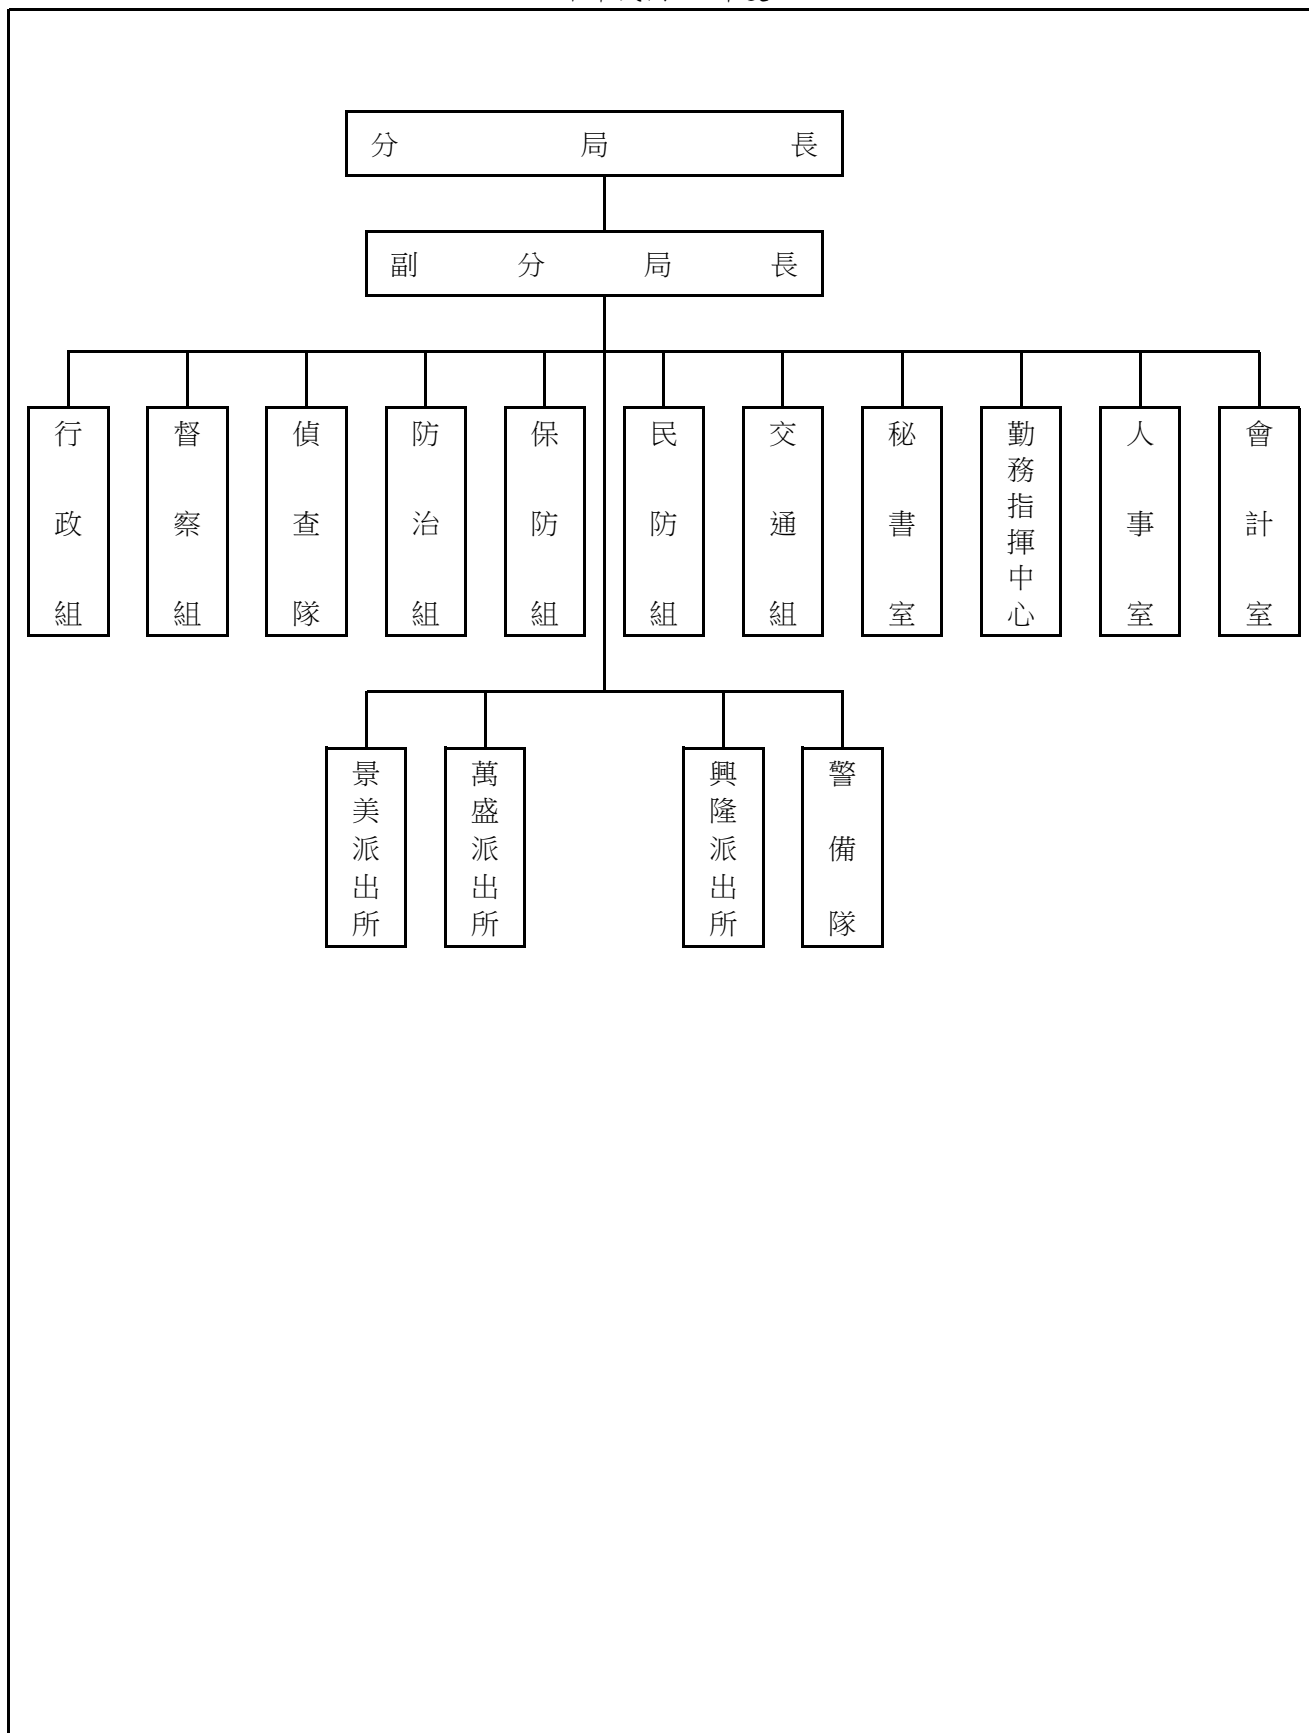 分局長
副分局長
行政組
督察組
偵查隊
防治組
保防組
民防組
交通組
秘書室
勤務指揮中心
人事室
會計室
景美派出所
萬盛派出所
興隆派出所
警備隊